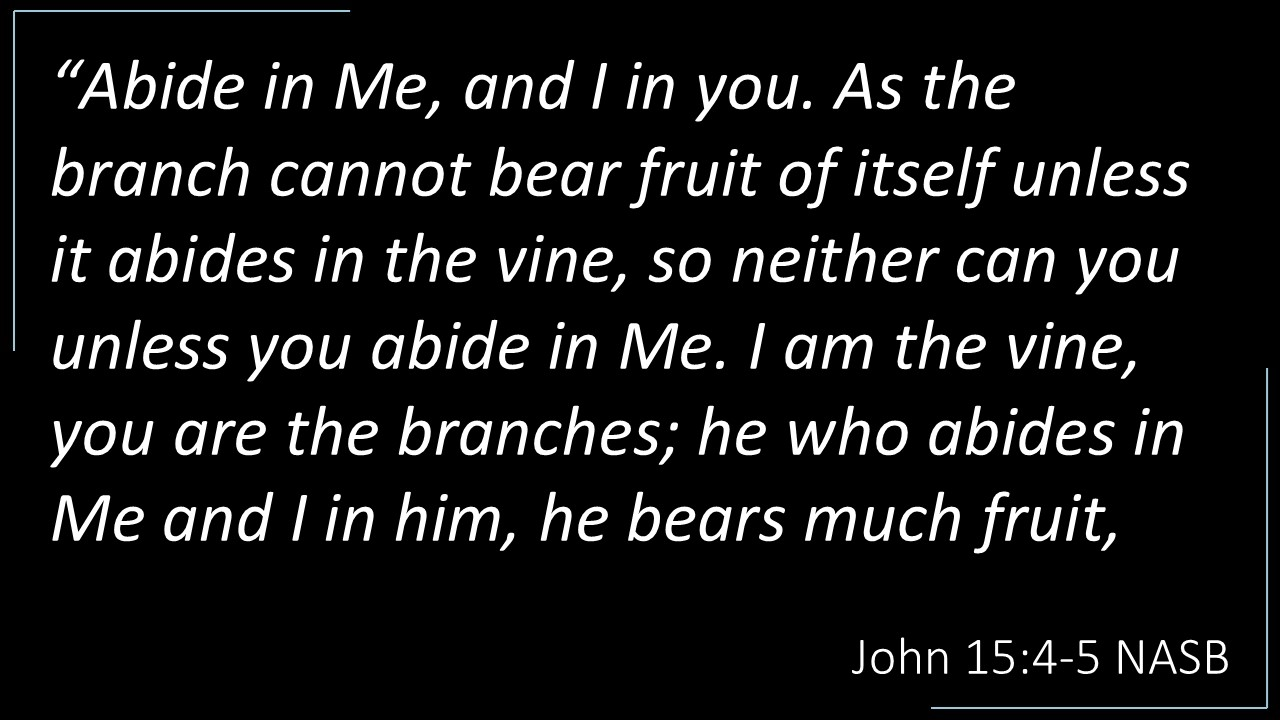 “Abide in Me, and I in you. As the
branch cannot bear fruit of itself unless
it abides in the vine, so neither can you
unless you abide in Me. I am the vine,
you are the branches; he who abides in
Me and I in him, he bears much fruit,
John 15:4-5 NASB